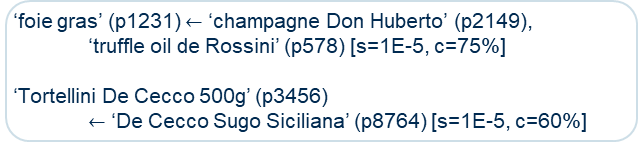 ‘foie gras’ (p1231) ← ‘champagne Don Huberto’ (p2149),
‘truffle oil de Rossini’ (p578) [s=1E-5, c=75%]
‘Tortellini De Cecco 500g’ (p3456)
← ‘De Cecco Sugo Siciliana’ (p8764) [s=1E-5, c=60%]